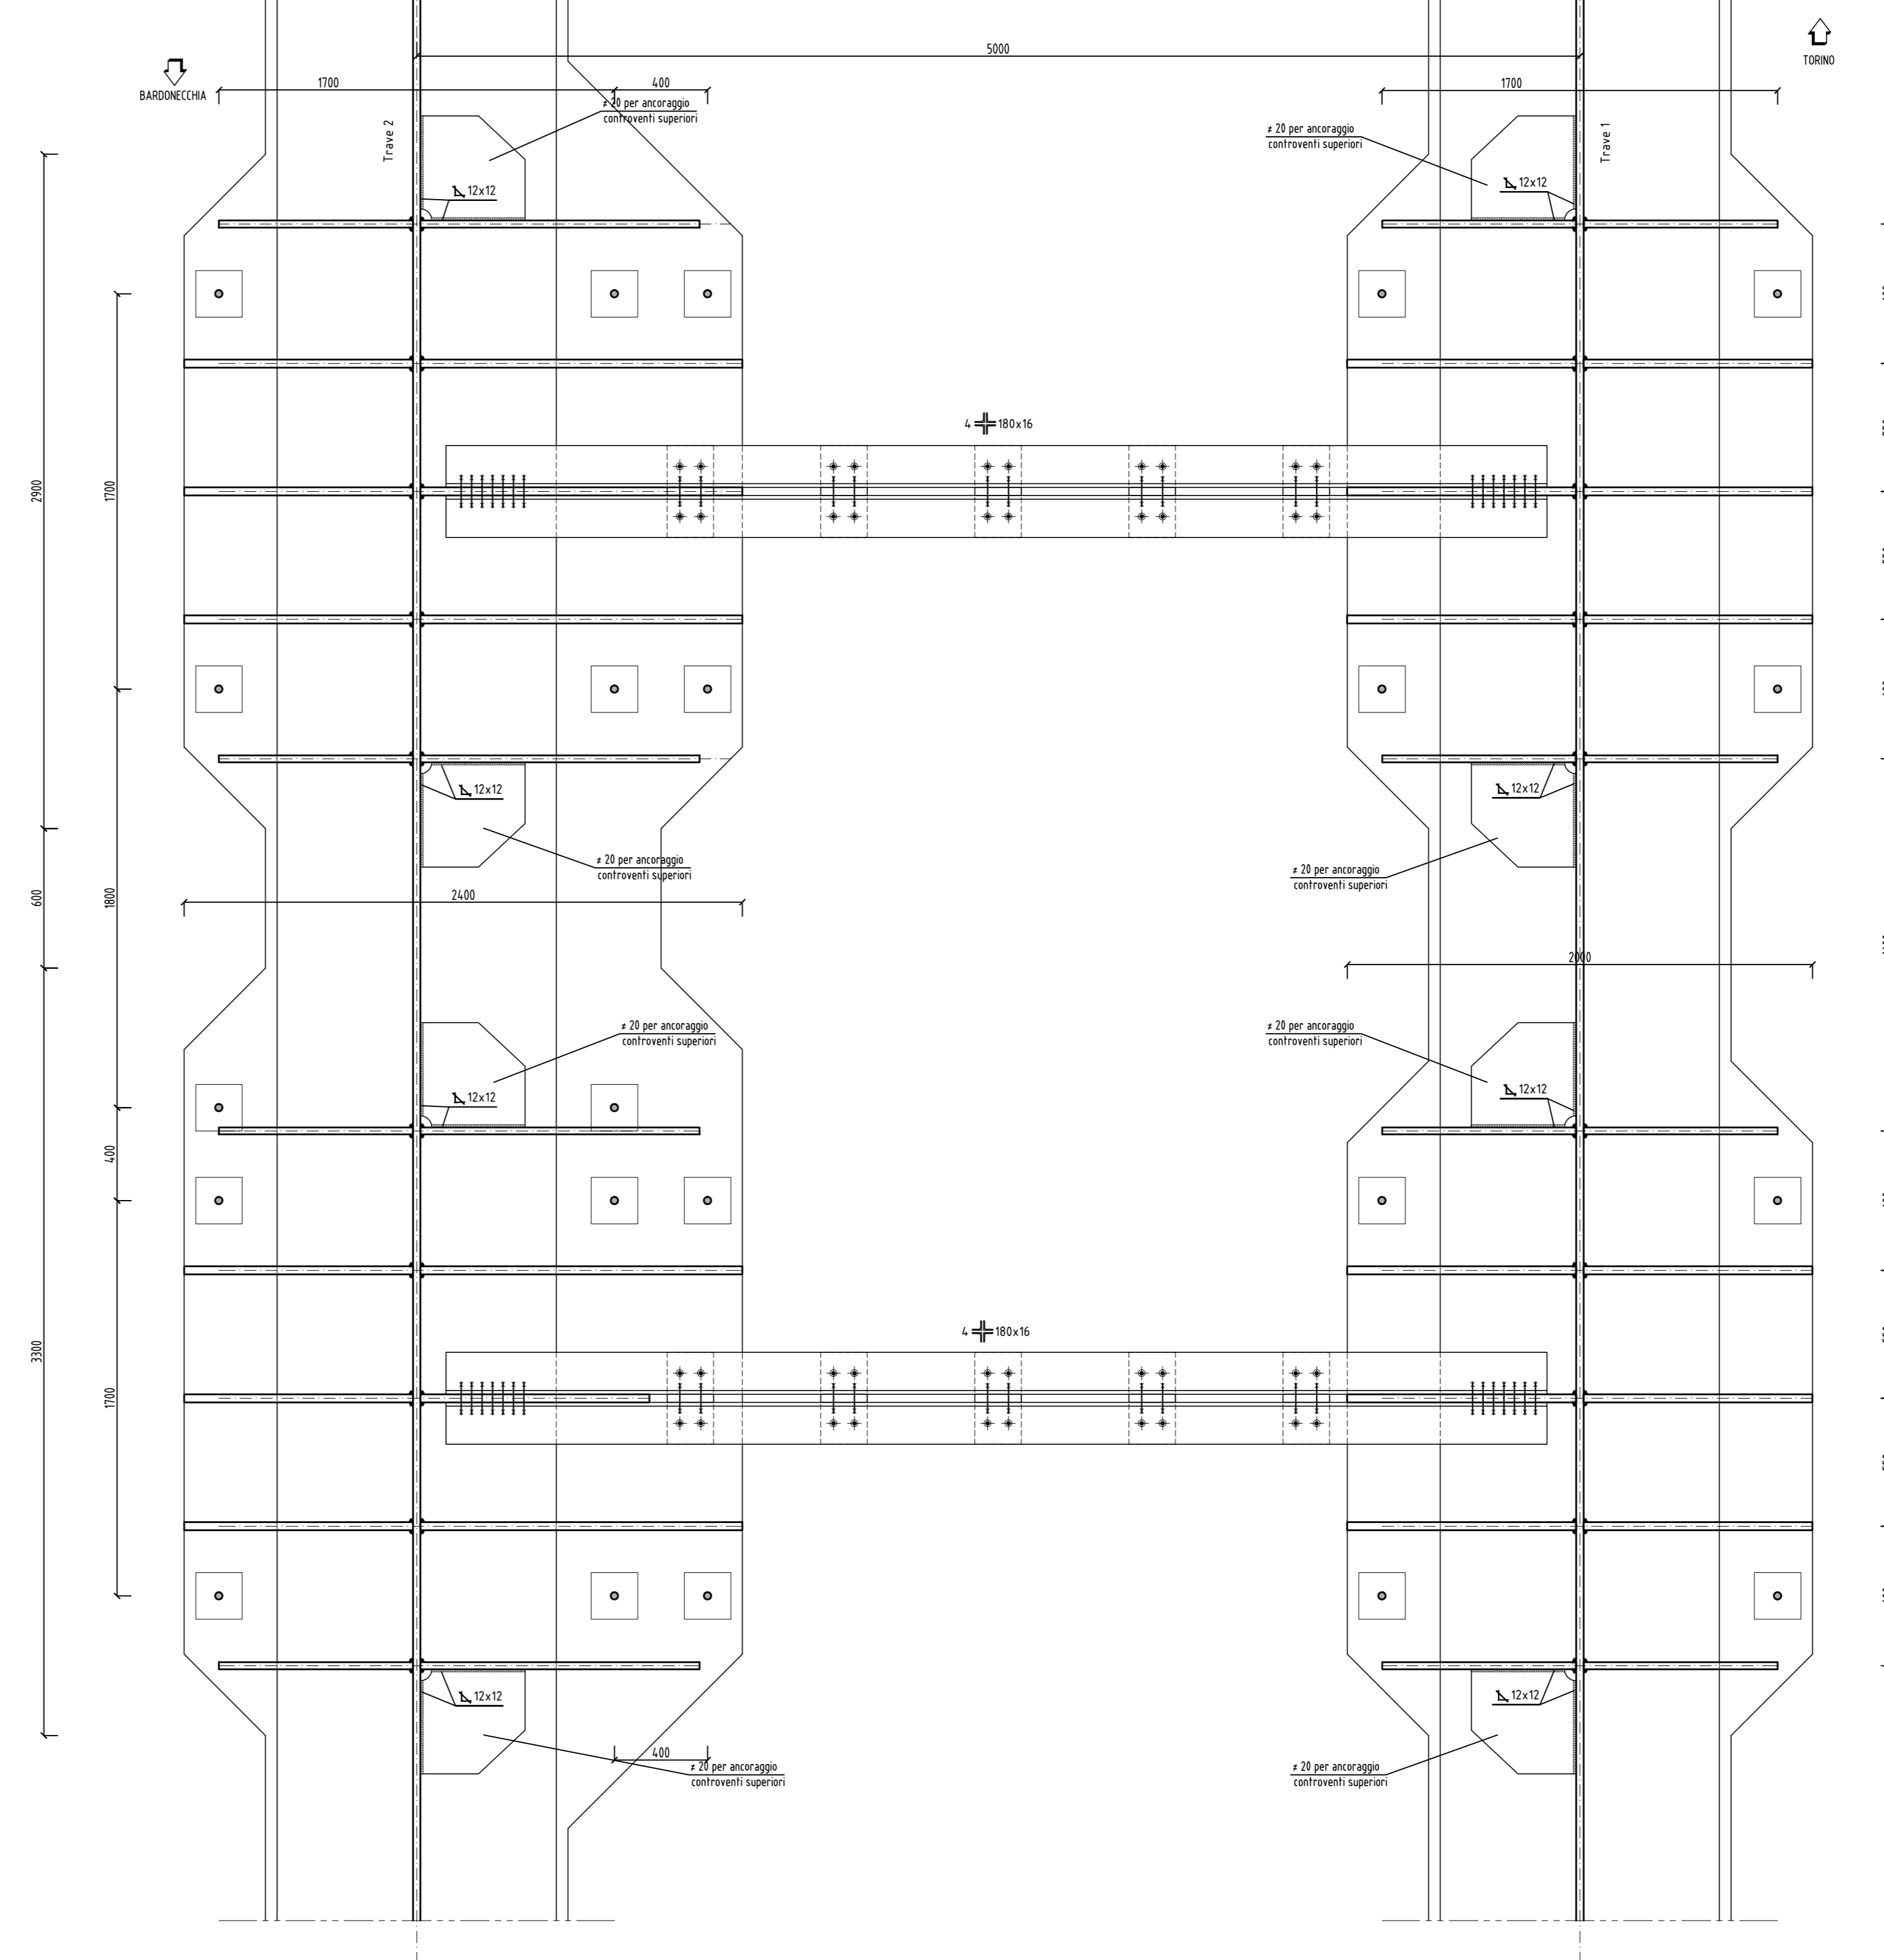 5000
BARDONECCHIA
TORINO
1700
400
1700
≠ 20 per ancoraggio
controventi superiori
Trave 2
≠ 20 per ancoraggio
controventi superiori
Trave 1
12x12
12x12
4 180x16
2900
1700
12x12
12x12
≠ 20 per ancoraggio
controventi superiori
≠ 20 per ancoraggio
controventi superiori
600
1800
2400
2000
≠ 20 per ancoraggio
controventi superiori
≠ 20 per ancoraggio
controventi superiori
12x12
12x12
400
4 180x16
3300
1700
12x12
12x12
400
≠ 20 per ancoraggio
controventi superiori
≠ 20 per ancoraggio
controventi superiori